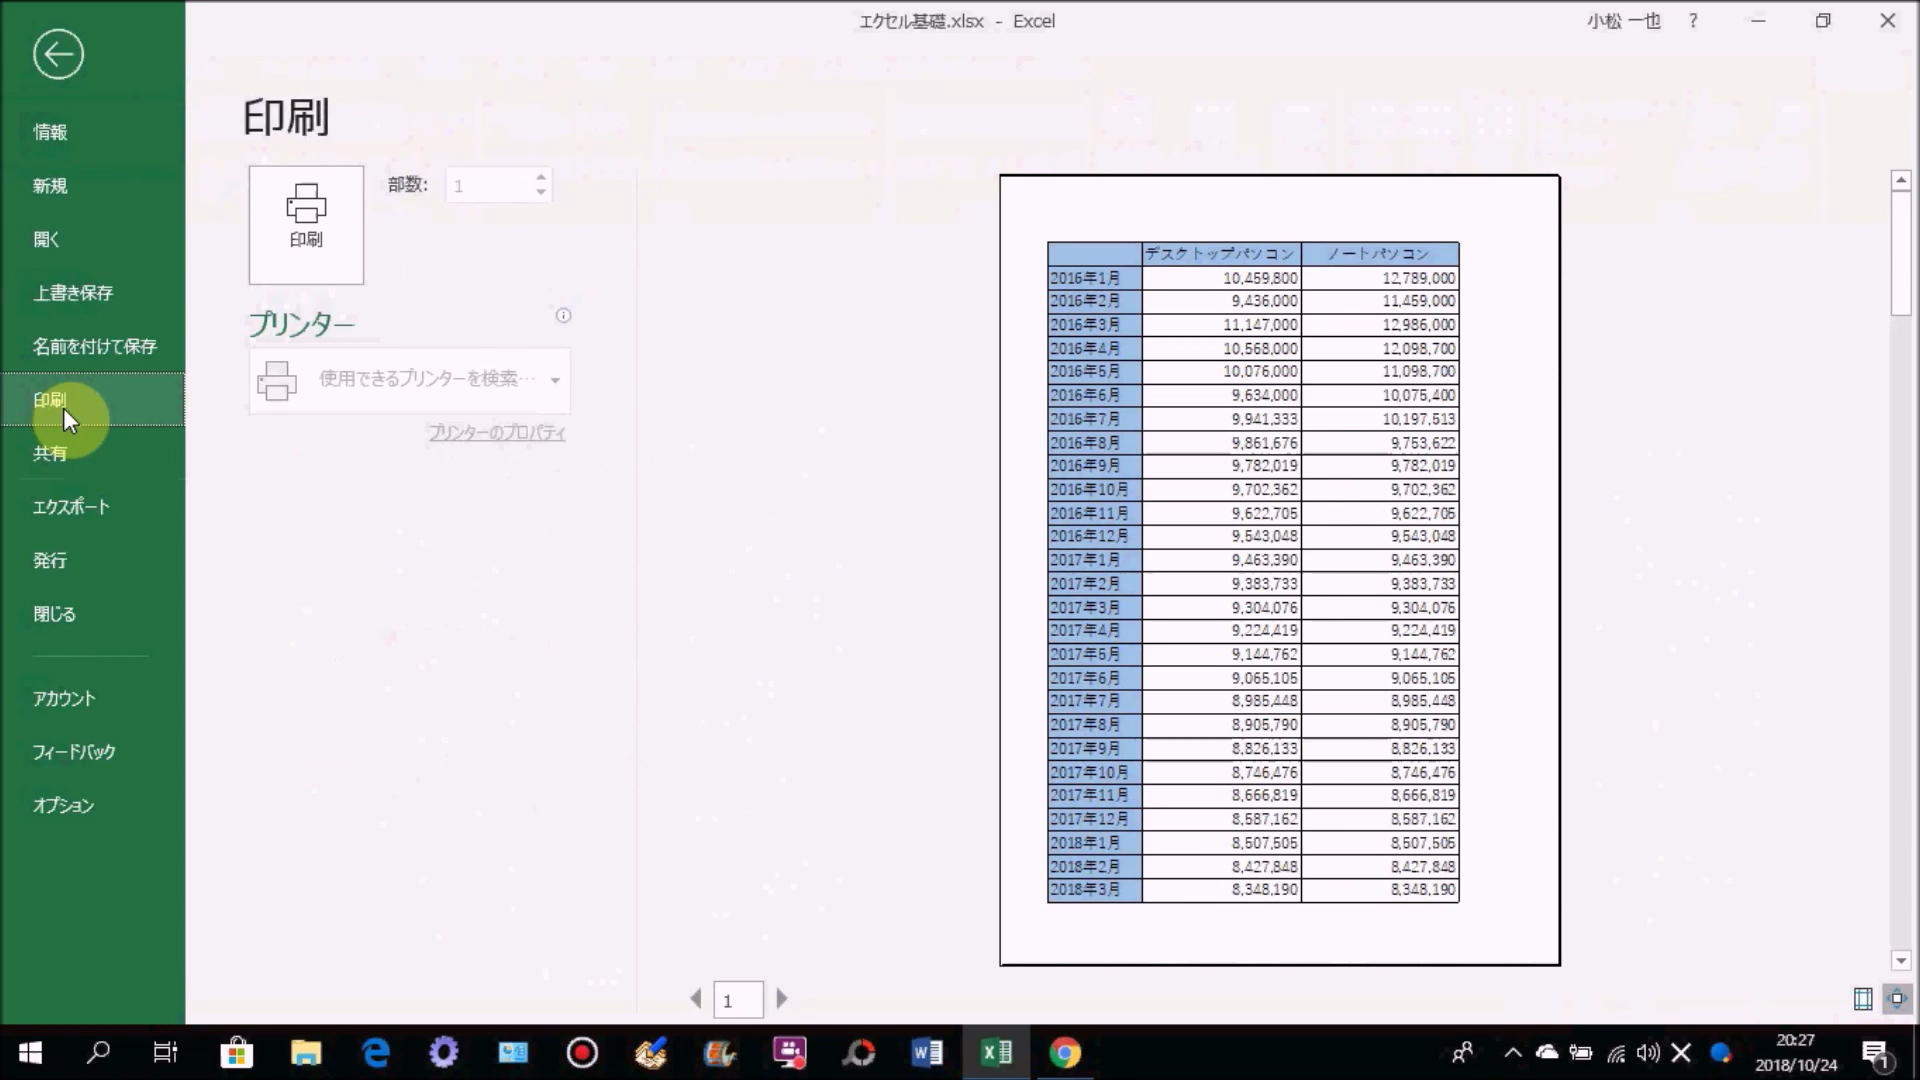 エクセル基礎.xlsx - Excel
小松 一也
?
情報
新規
開く
上書き保存
名前を付けて保存
印刷
共有
エクスポート
発行
閉じる
アカウント
フィードバック
オプション
印刷
印刷
部数:
1
プリンター
使用できるプリンターを検索…
プリンターのプロパティ
デスクトップパソコン ノートパソコン
2016年1月 10,459,800 12,789,000
2016年2月 9,436,000 11,459,000
2016年3月 11,147,000 12,986,000
2016年4月 10,568,000 12,098,700
2016年5月 10,076,000 11,098,700
2016年6月 9,634,000 10,075,400
2016年7月 9,941,333 10,197,513
2016年8月 9,861,676 9,753,622
2016年9月 9,782,019 9,782,019
2016年10月 9,702,362 9,702,362
2016年11月 9,622,705 9,622,705
2016年12月 9,543,048 9,543,048
2017年1月 9,463,390 9,463,390
2017年2月 9,383,733 9,383,733
2017年3月 9,304,076 9,304,076
2017年4月 9,224,419 9,224,419
2017年5月 9,144,762 9,144,762
2017年6月 9,065,105 9,065,105
2017年7月 8,985,448 8,985,448
2017年8月 8,905,790 8,905,790
2017年9月 8,826,133 8,826,133
2017年10月 8,746,476 8,746,476
2017年11月 8,666,819 8,666,819
2017年12月 8,587,162 8,587,162
2018年1月 8,507,505 8,507,505
2018年2月 8,427,848 8,427,848
2018年3月 8,348,190 8,348,190
1
20:27
2018/10/24
1